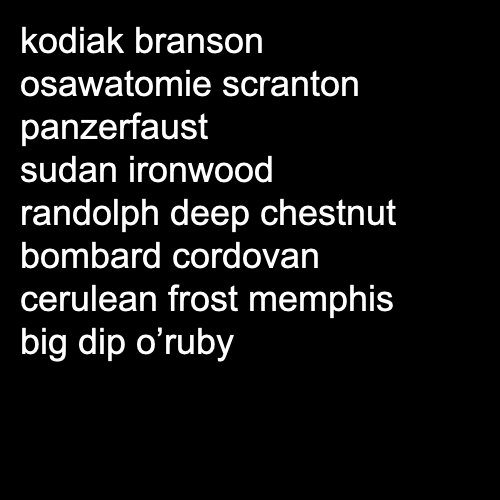 kodiak branson
osawatomie scranton
panzerfaust
sudan ironwood
randolph deep chestnut
bombard cordovan
cerulean frost memphis
big dip o’ruby